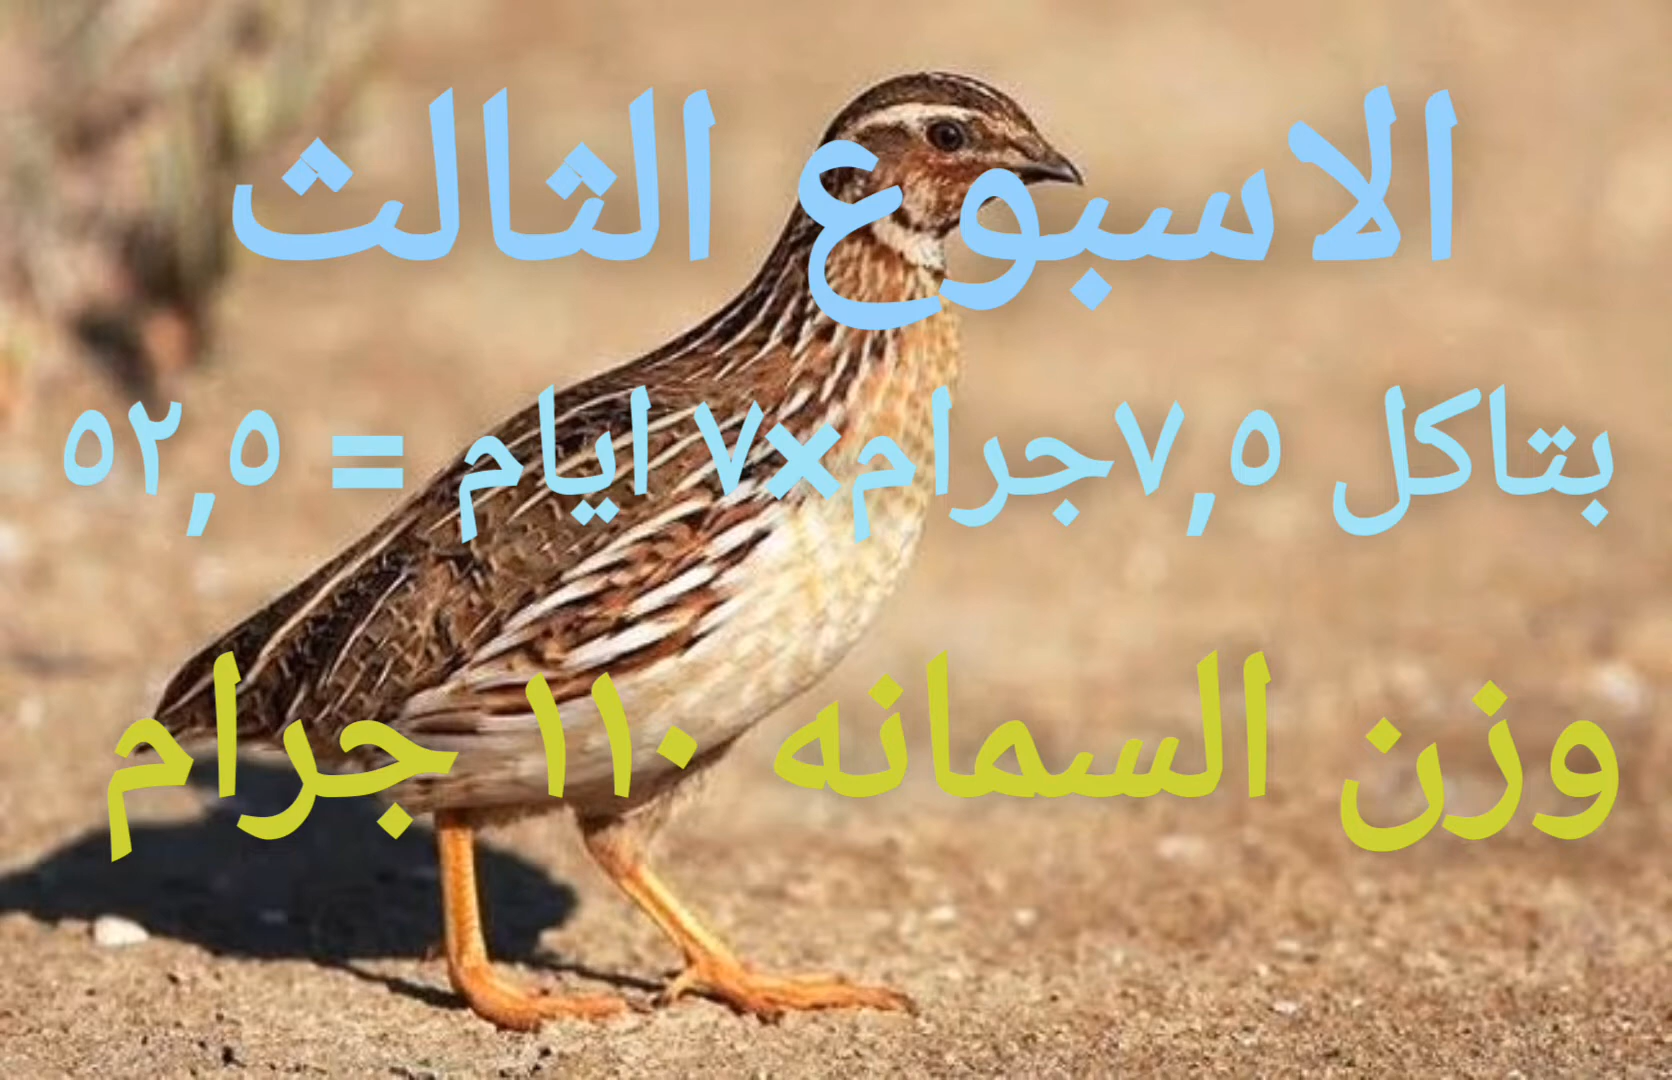 الاسبوع الثالث
بتاكل ٧,٥جرام×٧ ايام = ٥٢,٥
وزن السمانه ١١٠ جرام